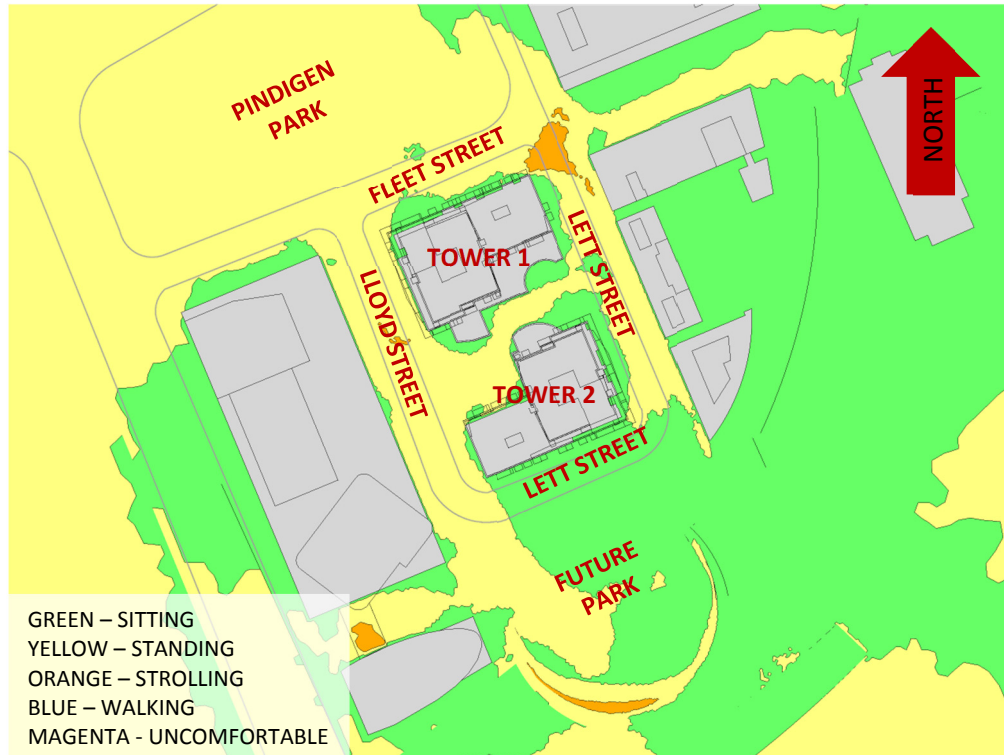 PINDIGEN
PARK
NORTH
FLEET STREET
TOWER 1
LETT STREET
LLOYD STREET
TOWER 2
LETT STREET
FUTURE
PARK
GREEN – SITTING
YELLOW – STANDING
ORANGE – STROLLING
BLUE – WALKING
MAGENTA - UNCOMFORTABLE